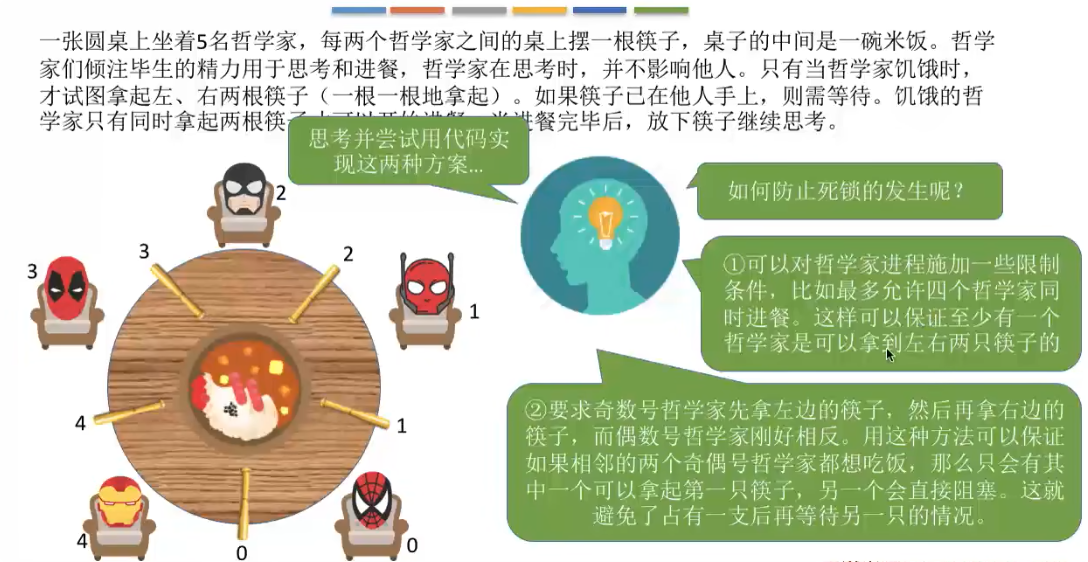 一张圆桌上坐着5名哲学家，每两个哲学家之间的桌上摆一根筷子，桌子的中间是一碗米饭。哲学
家们倾注毕生的精力用于思考和进餐，哲学家在思考时，并不影响他人。只有当哲学家饥饿时，
才试图拿起左、右两根筷子（一根一根地拿起）。如果筷子已在他人手上，则需等待。饥饿的哲
学家只有同时拿起两根筷子才可以开始进餐，当进餐完毕后，放下筷子继续思考。
思考并尝试用代码实
现这两种方案...
如何防止死锁的发生呢？
①可以对哲学家进程施加一些限制
条件，比如最多允许四个哲学家同
时进餐。这样可以保证至少有一个
哲学家是可以拿到左右两只筷子的
②要求奇数号哲学家先拿左边的筷子，然后再拿右边的
筷子，而偶数号哲学家刚好相反。用这种方法可以保证
如果相邻的两个奇偶号哲学家都想吃饭，那么只会有其
中一个可以拿起第一只筷子，另一个会直接阻塞。这就
避免了占有一支后再等待另一只的情况。
2
3
2
3
1
4
1
4
0
0